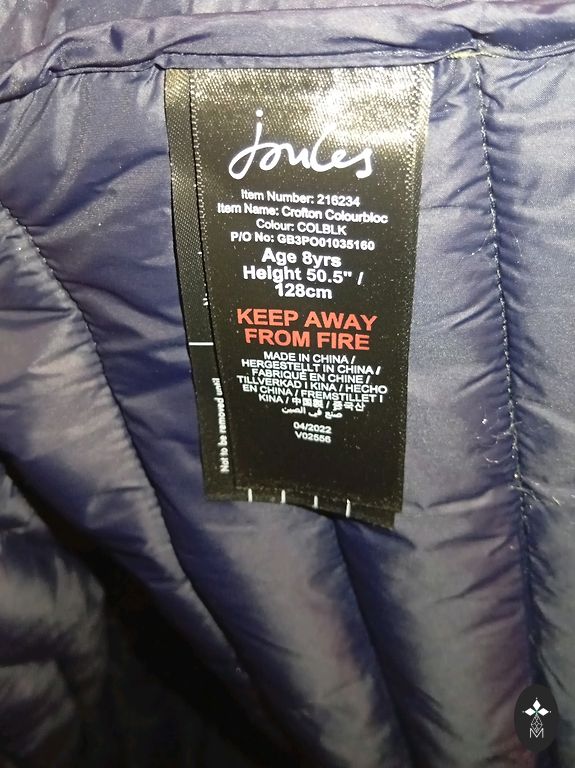 Joules
Item Number: 216234
Item Name: Crofton Colourbloc
Colour: COLBLK
P/O No: GB3PO01035160
Age 8yrs
Height 50.5" /
128cm
KEEP AWAY
FROM FIRE
MADE IN CHINA /
HERGESTELLT IN CHINA /
FABRIQUÉ EN CHINE /
TILLVERKAD I KINA / HECHO
EN CHINA / FREMSTILLET I
KINA / 中国製 / 중국산
صنع في الصين
04/2022
V02556
Not to be removed until
M